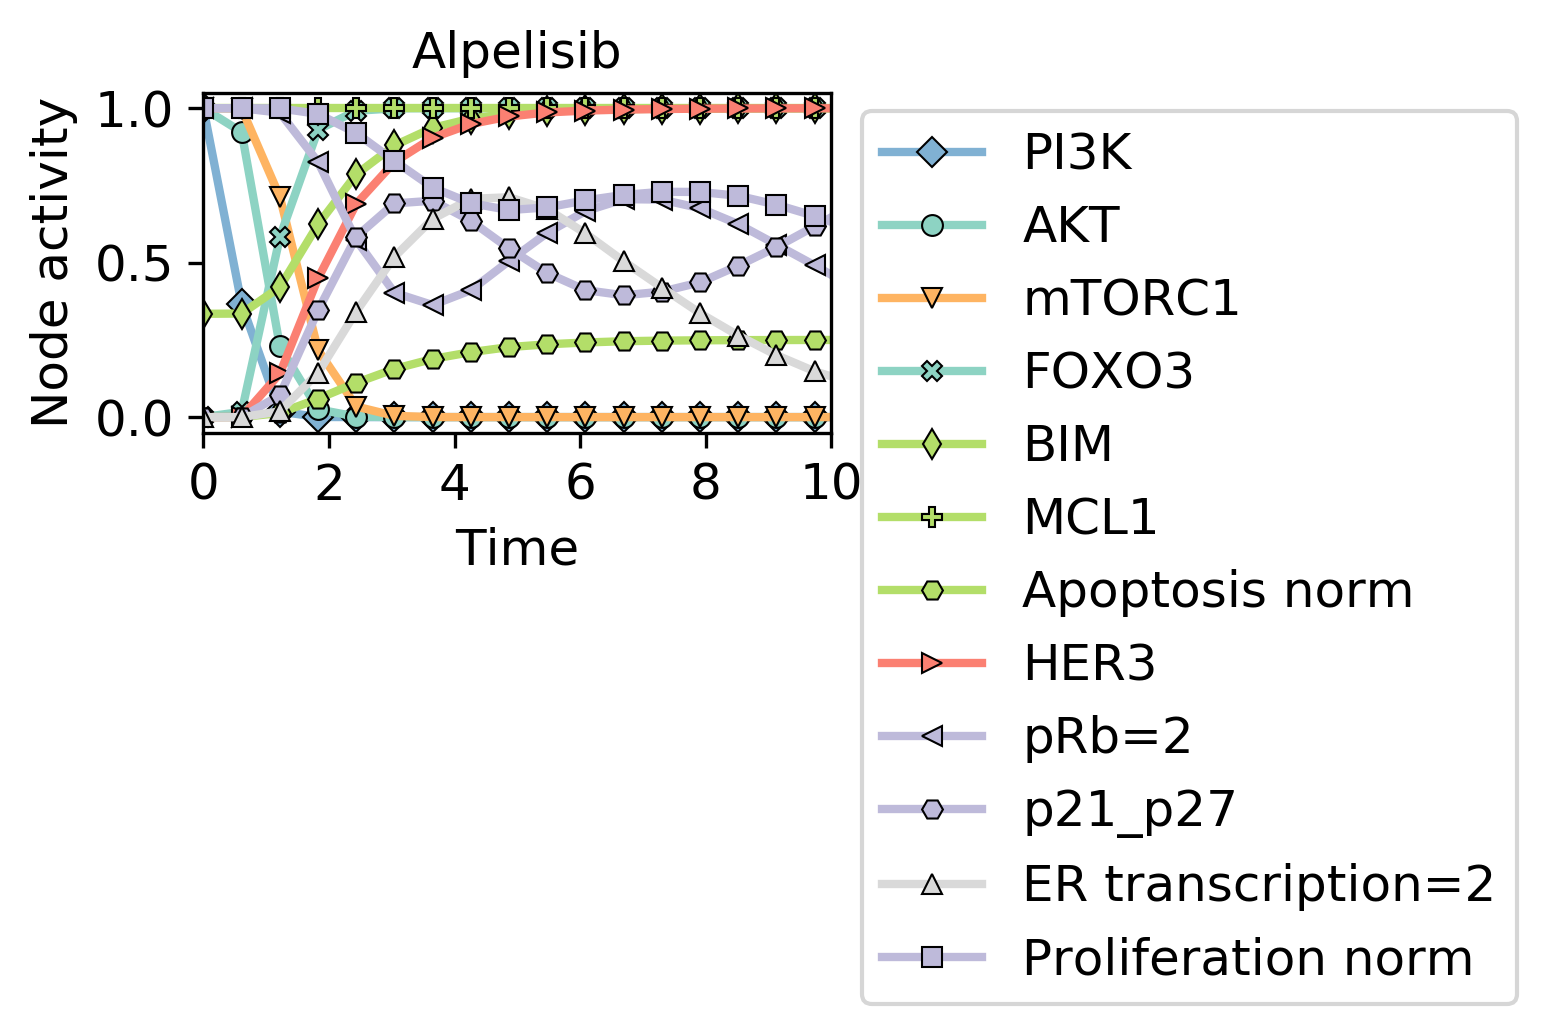 Alpelisib
Node activity
1.0
0.5
0.0
0 2 4 6 8 10
Time
PI3K
AKT
mTORC1
FOXO3
BIM
MCL1
Apoptosis norm
HER3
pRb=2
p21_p27
ER transcription=2
Proliferation norm